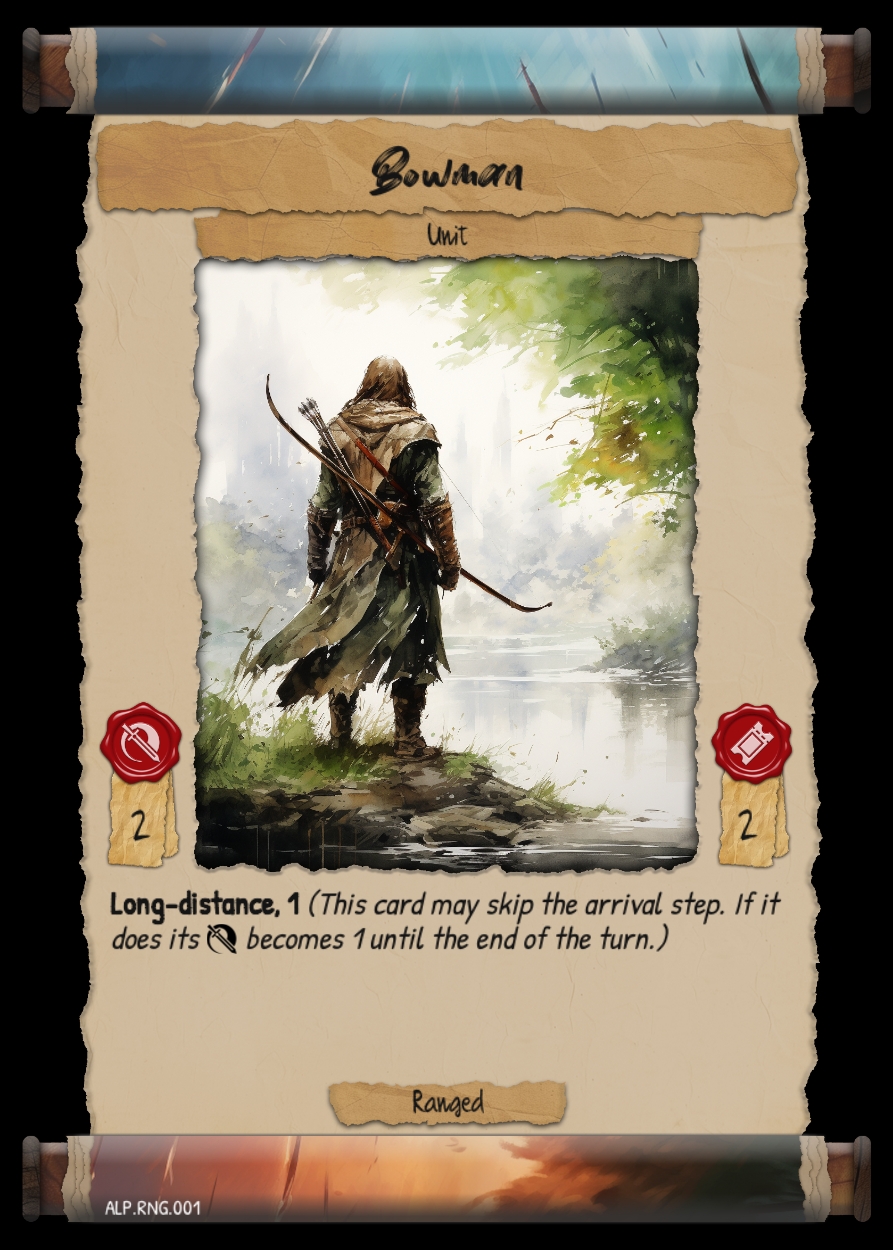 Bowman
Unit
2
2
Long-distance, 1 (This card may skip the arrival step. If it
does its becomes 1 until the end of the turn.)
Ranged
ALP.RNG.001